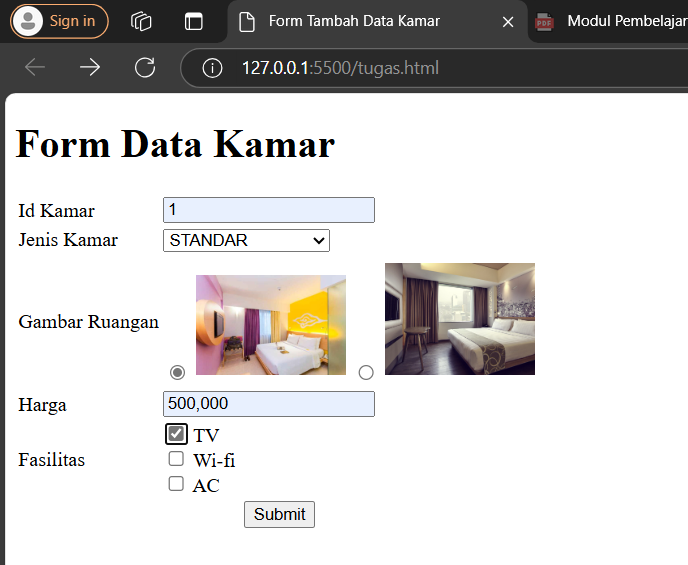 Sign in
Form Tambah Data Kamar
PDF
Modul Pembelajar
127.0.0.1:5500/tugas.html
Form Data Kamar
Id Kamar 1
Jenis Kamar STANDAR
Gambar Ruangan
Harga 500,000
Fasilitas
TV
Wi-fi
AC
Submit